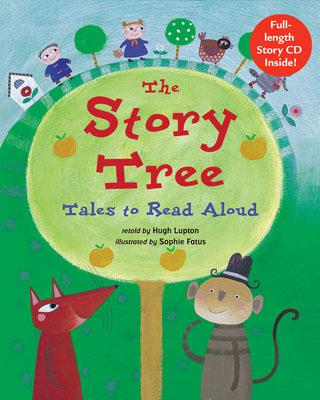 Full-
length
Story CD
Inside!
The
Story
Tree
Tales to Read Aloud
retold by Hugh Lupton
illustrated by Sophie Fatus